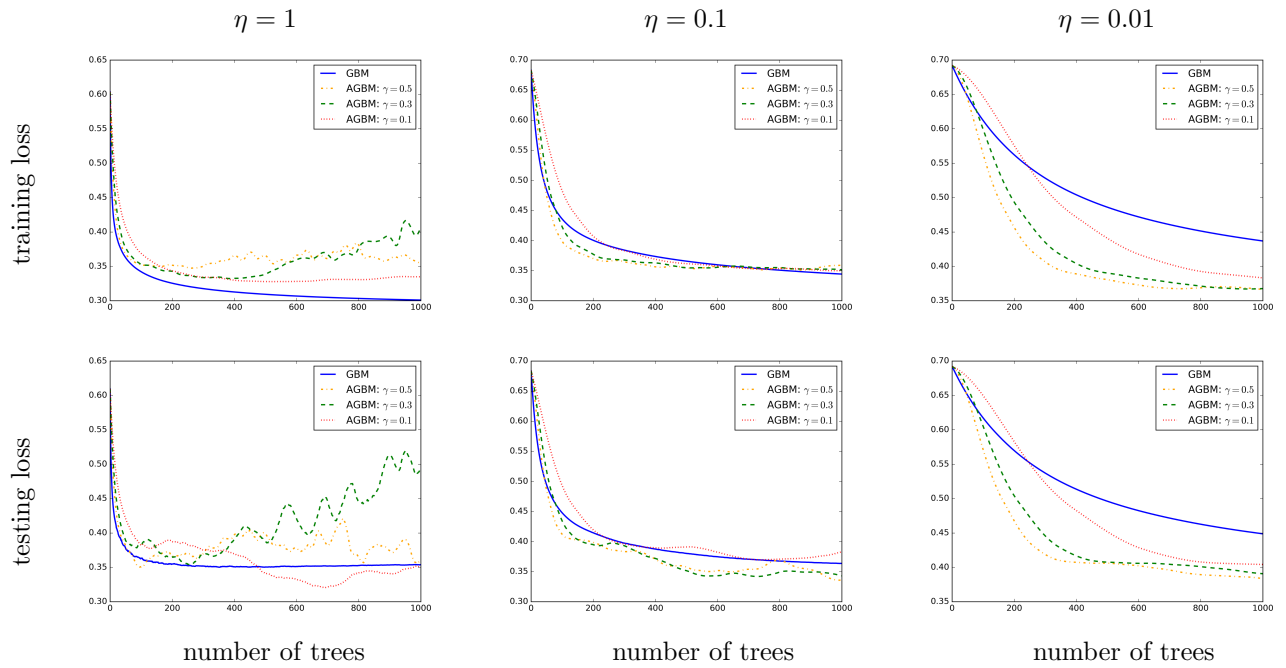 η = 1
η = 0.1
η = 0.01
training loss
0.65
0.60
0.55
0.50
0.45
0.40
0.35
0.30
0 200 400 600 800 1000
GBM
AGBM: γ = 0.5
AGBM: γ = 0.3
AGBM: γ = 0.1
0.70
0.65
0.60
0.55
0.50
0.45
0.40
0.35
0.30
0 200 400 600 800 1000
GBM
AGBM: γ = 0.5
AGBM: γ = 0.3
AGBM: γ = 0.1
0.70
0.65
0.60
0.55
0.50
0.45
0.40
0.35
0 200 400 600 800 1000
GBM
AGBM: γ = 0.5
AGBM: γ = 0.3
AGBM: γ = 0.1
testing loss
0.65
0.60
0.55
0.50
0.45
0.40
0.35
0.30
0 200 400 600 800 1000
GBM
AGBM: γ = 0.5
AGBM: γ = 0.3
AGBM: γ = 0.1
0.70
0.65
0.60
0.55
0.50
0.45
0.40
0.35
0.30
0 200 400 600 800 1000
GBM
AGBM: γ = 0.5
AGBM: γ = 0.3
AGBM: γ = 0.1
0.70
0.65
0.60
0.55
0.50
0.45
0.40
0.35
0 200 400 600 800 1000
GBM
AGBM: γ = 0.5
AGBM: γ = 0.3
AGBM: γ = 0.1
number of trees
number of trees
number of trees